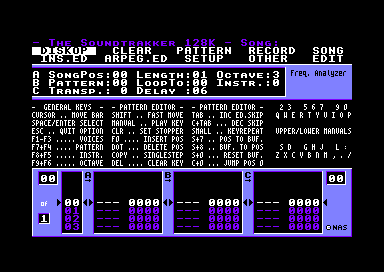 - The Soundtrakker 128K - Song:
DISKOP CLEAR PATTERN RECORD SONG
INS.ED ARPEG.ED SETUP OTHER ED
A SongPos:00 Length:01 Octave:3
B Pattern:00 LoopTo:00 Instr.:0
C Transp.: 0 Delay :06
Freq. Analyzer
- GENERAL KEYS - - PATTERN EDITOR - - PATTERN EDITOR - 2 3 5 6 7 9 0
CURSOR .. MOVE BAR SHIFT .. FAST MOVE TAB .. INC ED.SKIP Q W E R T Y U I O P
SPACE/ENTER SELECT MANUAL .. PLAY KEY C+TAB .. DEC SKIP
ESC .. QUIT OPTION CLR .. SET STOPPER SMALL .. KEYREPEAT UPPER/LOWER MANUALS
F1-F3 .... VOICES F0 ... INSERT POS S+7 .. POS TO BUF.
F7+F4 ... PATTERN DOT .. DELETE POS S+8 .. BUF. TO POS S D G H J L :
F8+F5 .... INSTR. COPY .. SINGLESTEP S+0 .. RESET BUF. Z X C V B N M , . /
F9+F6 ... OCTAVE DEL ... CLEAR KEY C+0 .. JUMP POS 0
00 A B C 00
OF 00 --- 0000 --- 0000 --- 0000
1 01 --- 0000 --- 0000 --- 0000
02 --- 0000 --- 0000 --- 0000
03 --- 0000 --- 0000 --- 0000
©NAS